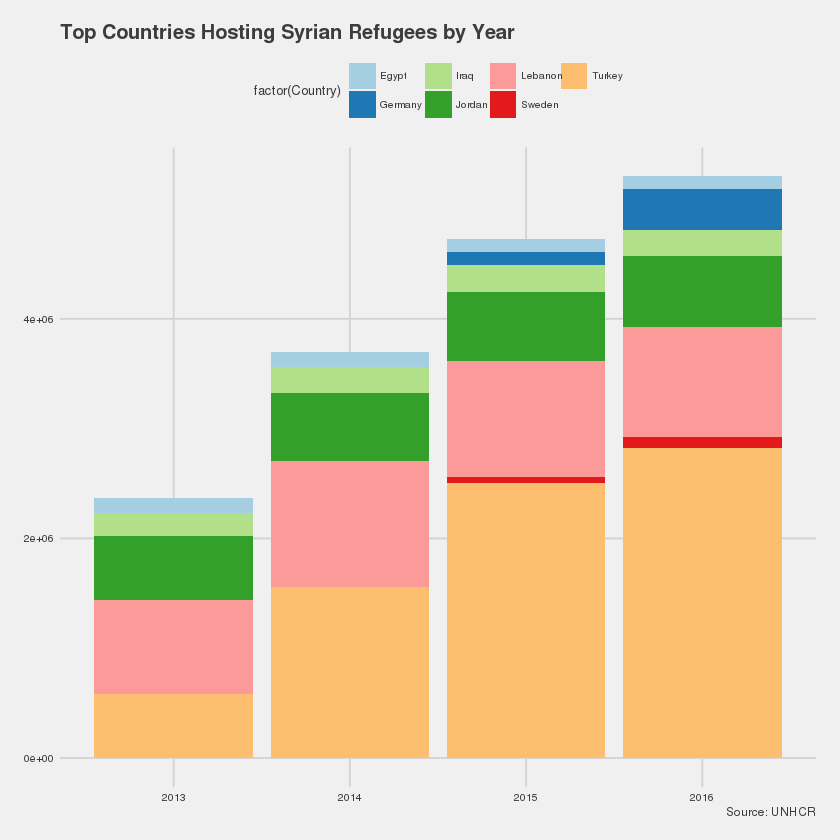 Top Countries Hosting Syrian Refugees by Year
factor(Country)
Egypt Iraq Lebanon Turkey
Germany Jordan Sweden
4e+06
2e+06
0e+00
2013 2014 2015 2016
Source: UNHCR